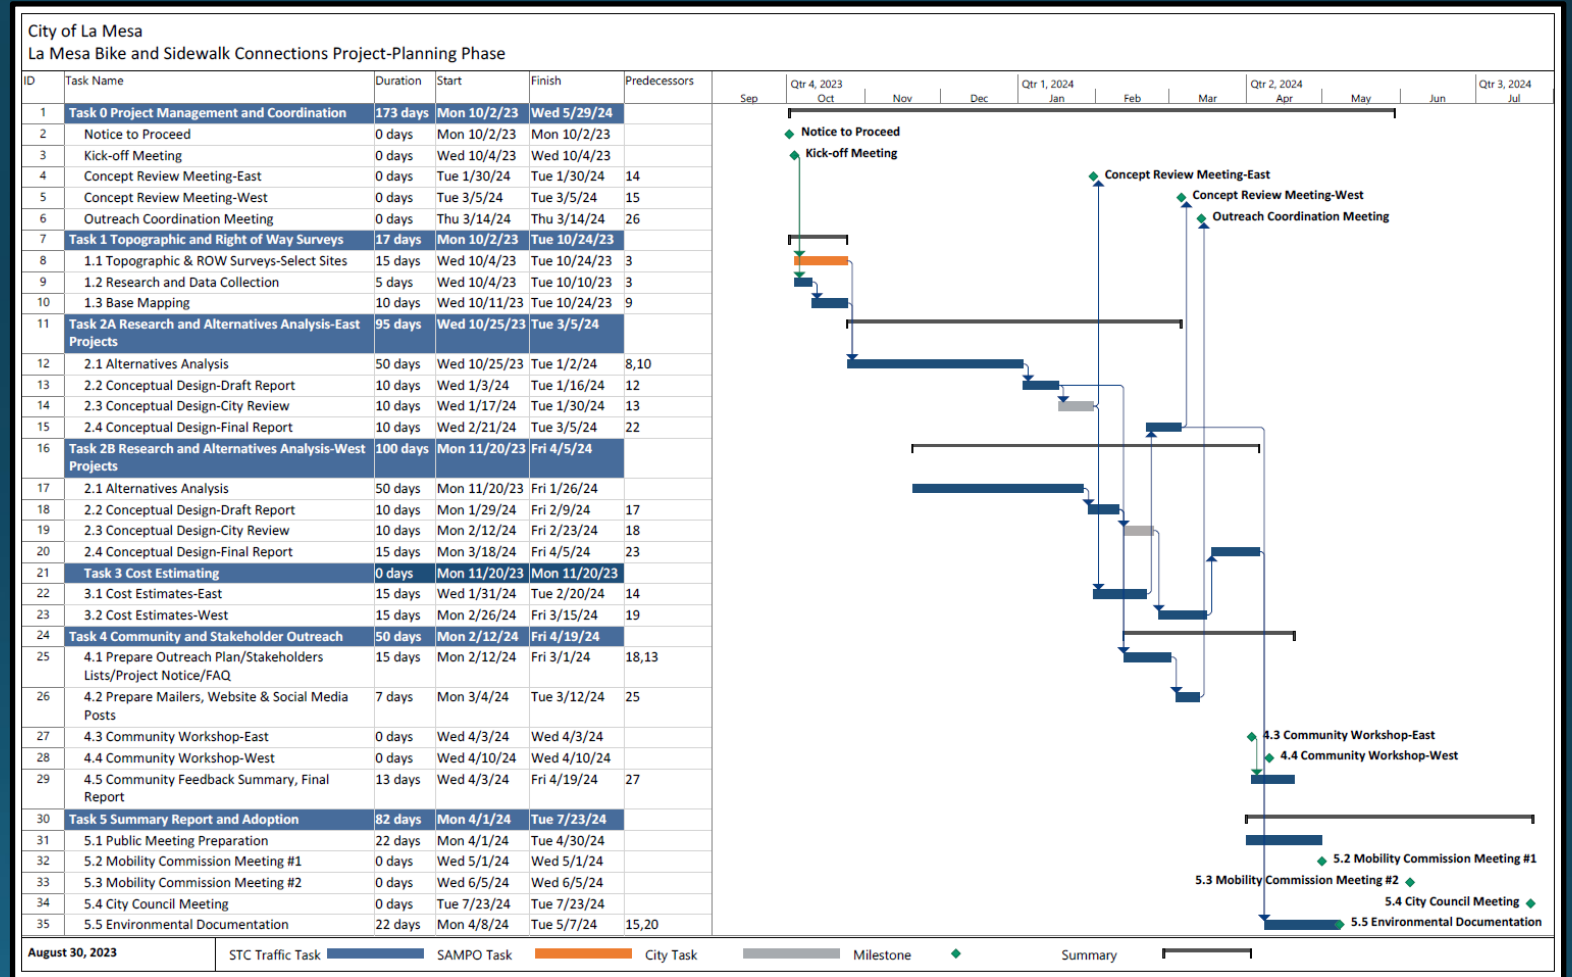 City of La Mesa
La Mesa Bike and Sidewalk Connections Project-Planning Phase
ID Task Name Duration Start Finish Predecessors
Qtr 4, 2023 Qtr 1, 2024 Qtr 2, 2024 Qtr 3, 2024
Sep Oct Nov Dec Jan Feb Mar Apr May Jun Jul
1 Task 0 Project Management and Coordination 173 days Mon 10/2/23 Wed 5/29/24
2 Notice to Proceed 0 days Mon 10/2/23 Mon 10/2/23 Notice to Proceed
3 Kick-off Meeting 0 days Wed 10/4/23 Wed 10/4/23 Kick-off Meeting
4 Concept Review Meeting-East 0 days Tue 1/30/24 Tue 1/30/24 14 Concept Review Meeting-East
5 Concept Review Meeting-West 0 days Tue 3/5/24 Tue 3/5/24 15 Concept Review Meeting-West
6 Outreach Coordination Meeting 0 days Thu 3/14/24 Thu 3/14/24 26 Outreach Coordination Meeting
7 Task 1 Topographic and Right of Way Surveys 17 days Mon 10/2/23 Tue 10/24/23
8 1.1 Topographic & ROW Surveys-Select Sites 15 days Wed 10/4/23 Tue 10/24/23 3
9 1.2 Research and Data Collection 5 days Wed 10/4/23 Tue 10/10/23 3
10 1.3 Base Mapping 10 days Wed 10/11/23 Tue 10/24/23 9
11 Task 2A Research and Alternatives Analysis-East 95 days Wed 10/25/23 Tue 3/5/24
Projects
12 2.1 Alternatives Analysis 50 days Wed 10/25/23 Tue 1/2/24 8,10
13 2.2 Conceptual Design-Draft Report 10 days Wed 1/3/24 Tue 1/16/24 12
14 2.3 Conceptual Design-City Review 10 days Wed 1/17/24 Tue 1/30/24 13
15 2.4 Conceptual Design-Final Report 10 days Wed 2/21/24 Tue 3/5/24 22
16 Task 2B Research and Alternatives Analysis-West 100 days Mon 11/20/23 Fri 4/5/24
Projects
17 2.1 Alternatives Analysis 50 days Mon 11/20/23 Fri 1/26/24
18 2.2 Conceptual Design-Draft Report 10 days Mon 1/29/24 Fri 2/9/24 17
19 2.3 Conceptual Design-City Review 10 days Mon 2/12/24 Fri 2/23/24 18
20 2.4 Conceptual Design-Final Report 15 days Mon 3/18/24 Fri 4/5/24 23
21 Task 3 Cost Estimating 0 days Mon 11/20/23 Mon 11/20/23
22 3.1 Cost Estimates-East 15 days Wed 1/31/24 Tue 2/20/24 14
23 3.2 Cost Estimates-West 15 days Mon 2/26/24 Fri 3/15/24 19
24 Task 4 Community and Stakeholder Outreach 50 days Mon 2/12/24 Fri 4/19/24
25 4.1 Prepare Outreach Plan/Stakeholders 15 days Mon 2/12/24 Fri 3/1/24 18,13
Lists/Project Notice/FAQ
26 4.2 Prepare Mailers, Website & Social Media 7 days Mon 3/4/24 Tue 3/12/24 25
Posts
27 4.3 Community Workshop-East 0 days Wed 4/3/24 Wed 4/3/24 4.3 Community Workshop-East
28 4.4 Community Workshop-West 0 days Wed 4/10/24 Wed 4/10/24 4.4 Community Workshop-West
29 4.5 Community Feedback Summary, Final 13 days Wed 4/3/24 Fri 4/19/24 27
Report
30 Task 5 Summary Report and Adoption 82 days Mon 4/1/24 Tue 7/23/24
31 5.1 Public Meeting Preparation 22 days Mon 4/1/24 Tue 4/30/24
32 5.2 Mobility Commission Meeting #1 0 days Wed 5/1/24 Wed 5/1/24 5.2 Mobility Commission Meeting #1
33 5.3 Mobility Commission Meeting #2 0 days Wed 6/5/24 Wed 6/5/24 5.3 Mobility Commission Meeting #2
34 5.4 City Council Meeting 0 days Tue 7/23/24 Tue 7/23/24 5.4 City Council Meeting
35 5.5 Environmental Documentation 22 days Mon 4/8/24 Tue 5/7/24 15,20 5.5 Environmental Documentation
August 30, 2023 STC Traffic Task SAMPO Task City Task Milestone Summary